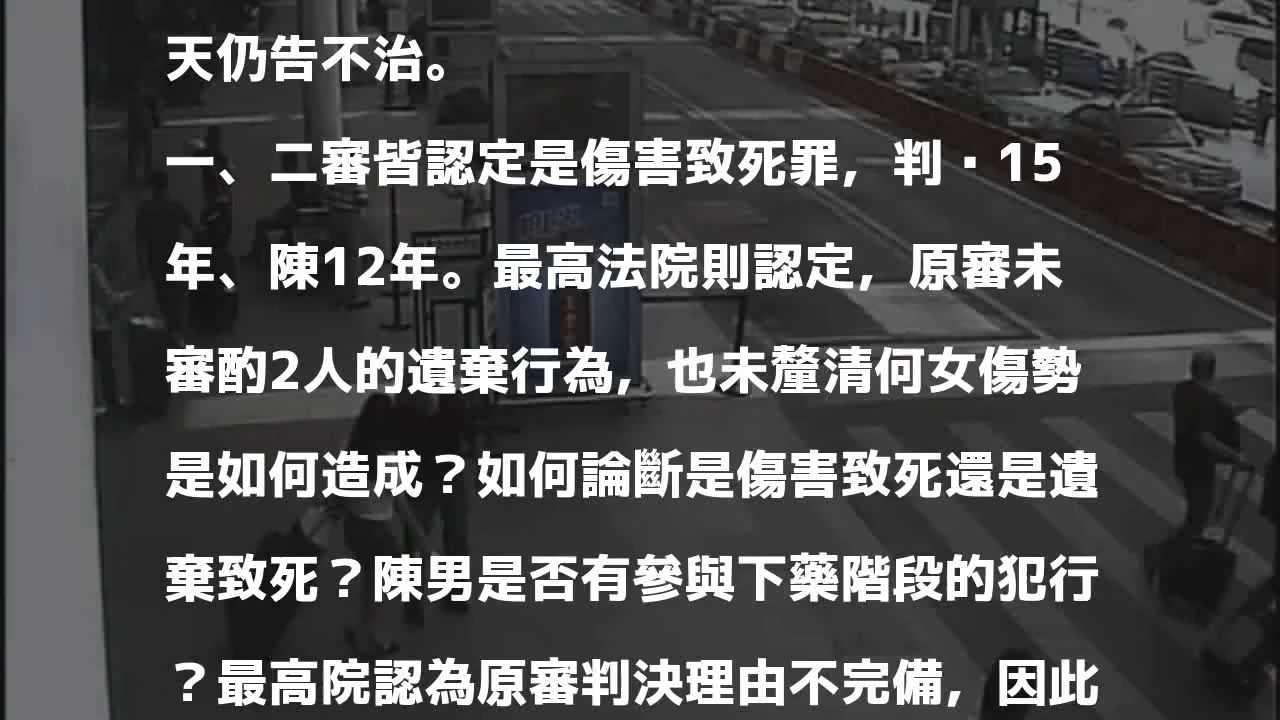 天仍告不治。
一、二審皆認定是傷害致死罪，判·15
年、陳12年。最高法院則認定，原審未
審酌2人的遺棄行為，也未釐清何女傷勢
是如何造成？如何論斷是傷害致死還是遺
棄致死？陳男是否有參與下藥階段的犯行
？最高院認為原審判決理由不完備，因此